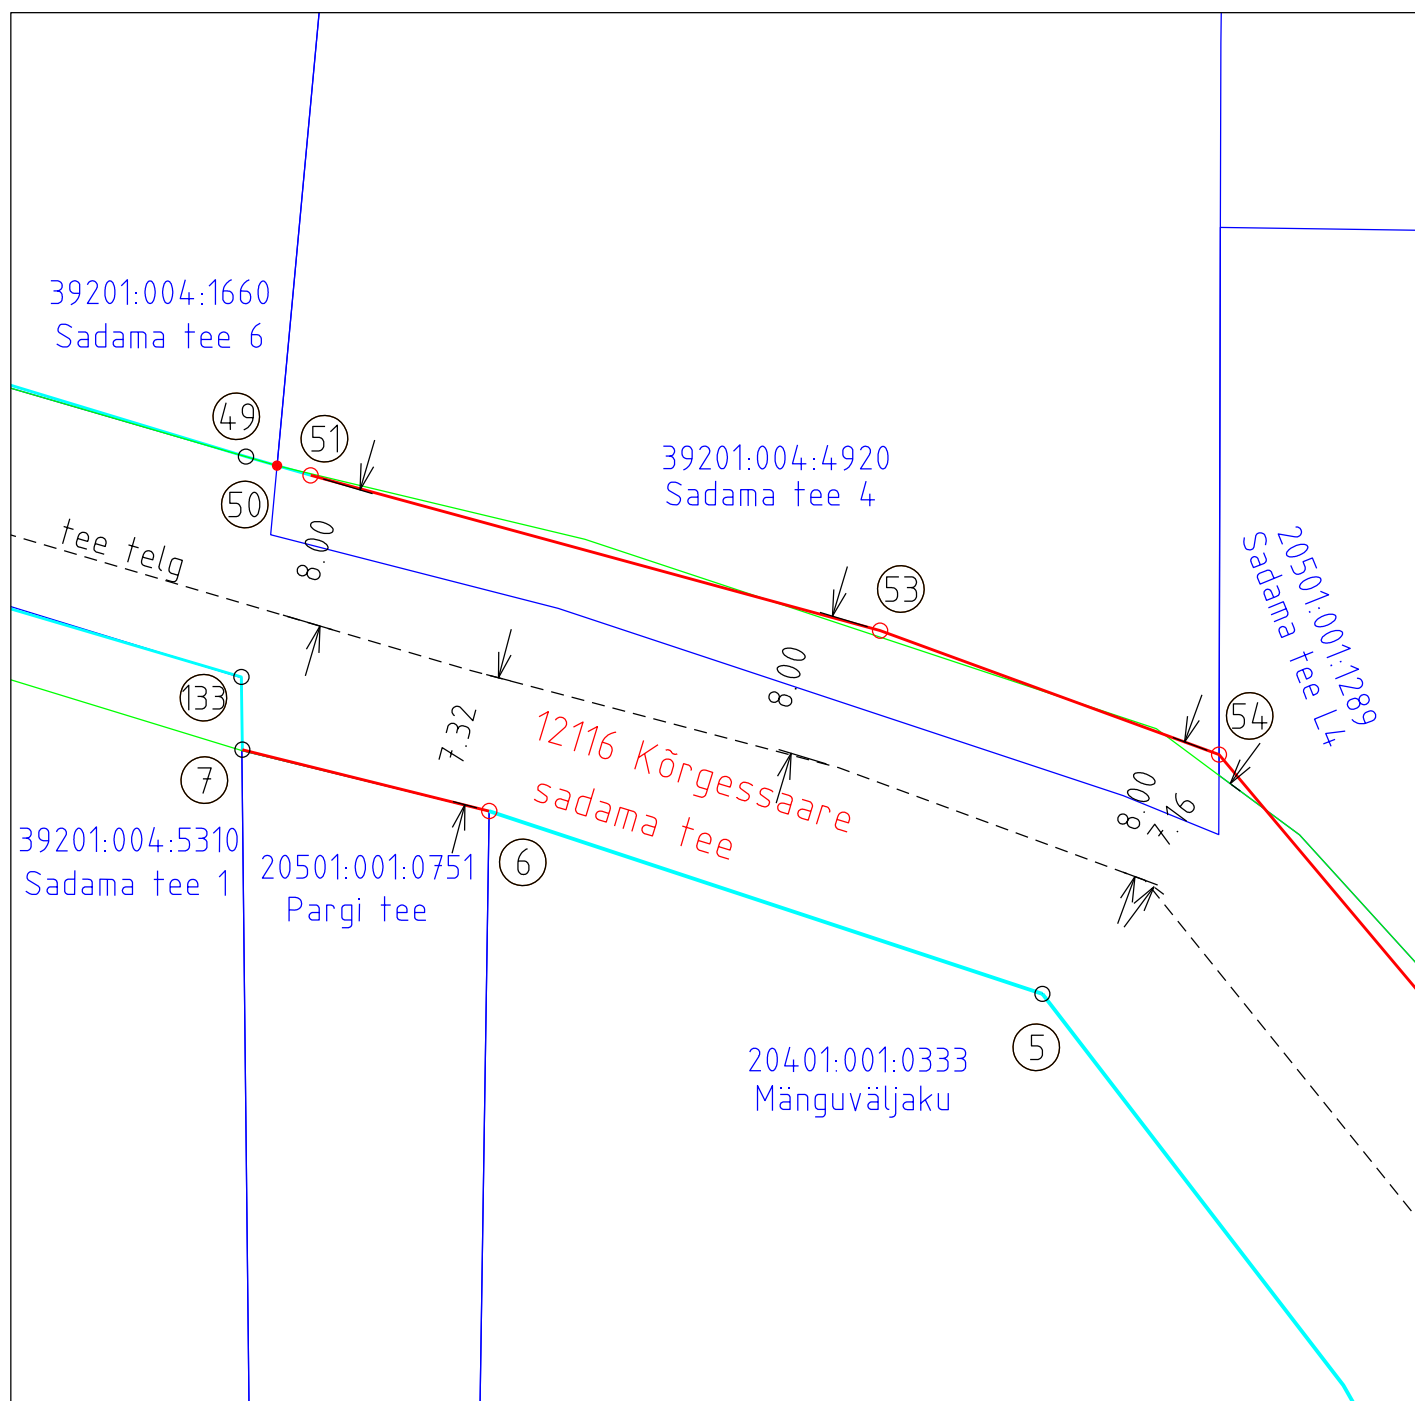 39201:004:1660
Sadama tee 6
49
51
50
39201:004:4920
Sadama tee 4
tee telg
8.00
53
20501:001:1289
Sadama tee L4
133
8.00
54
7.32
12116 Kõrgessaare
sadama tee
7
8.00
7.16
39201:004:5310
Sadama tee 1
20501:001:0751
Pargi tee
6
5
20401:001:0333
Mänguväljaku